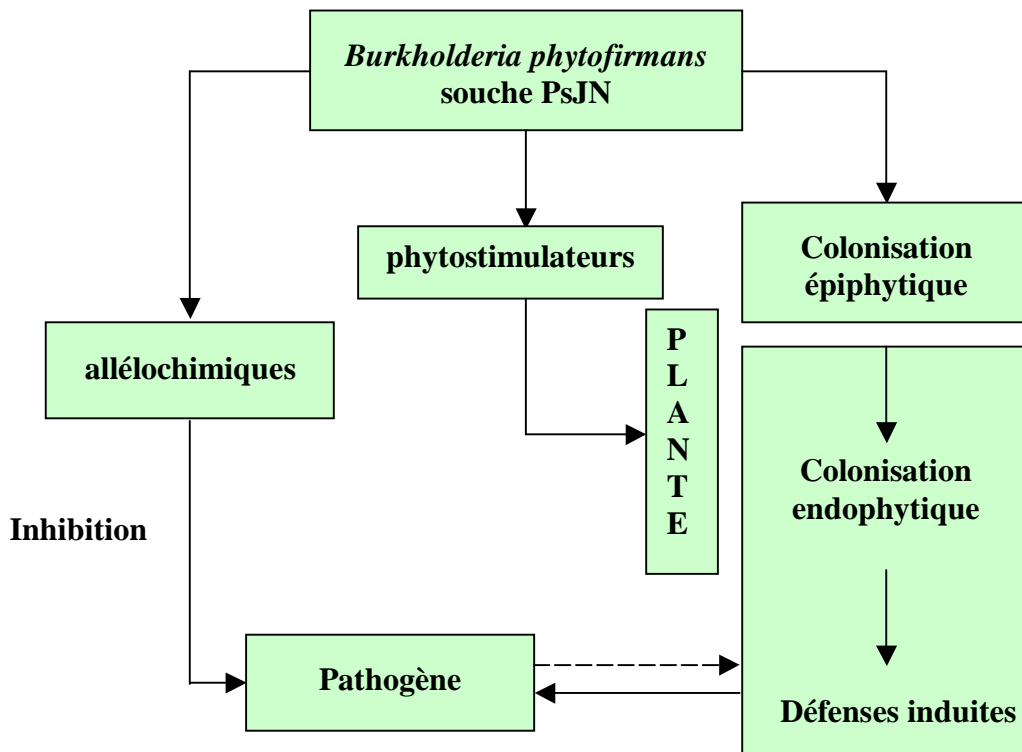 Burkholderia phytofirmans
souche PsJN
phytostimulateurs
Colonisation
épiphytique
allélochimiques
P
L
A
N
T
E
Colonisation
endophytique
Inhibition
Pathogène
Défenses induites